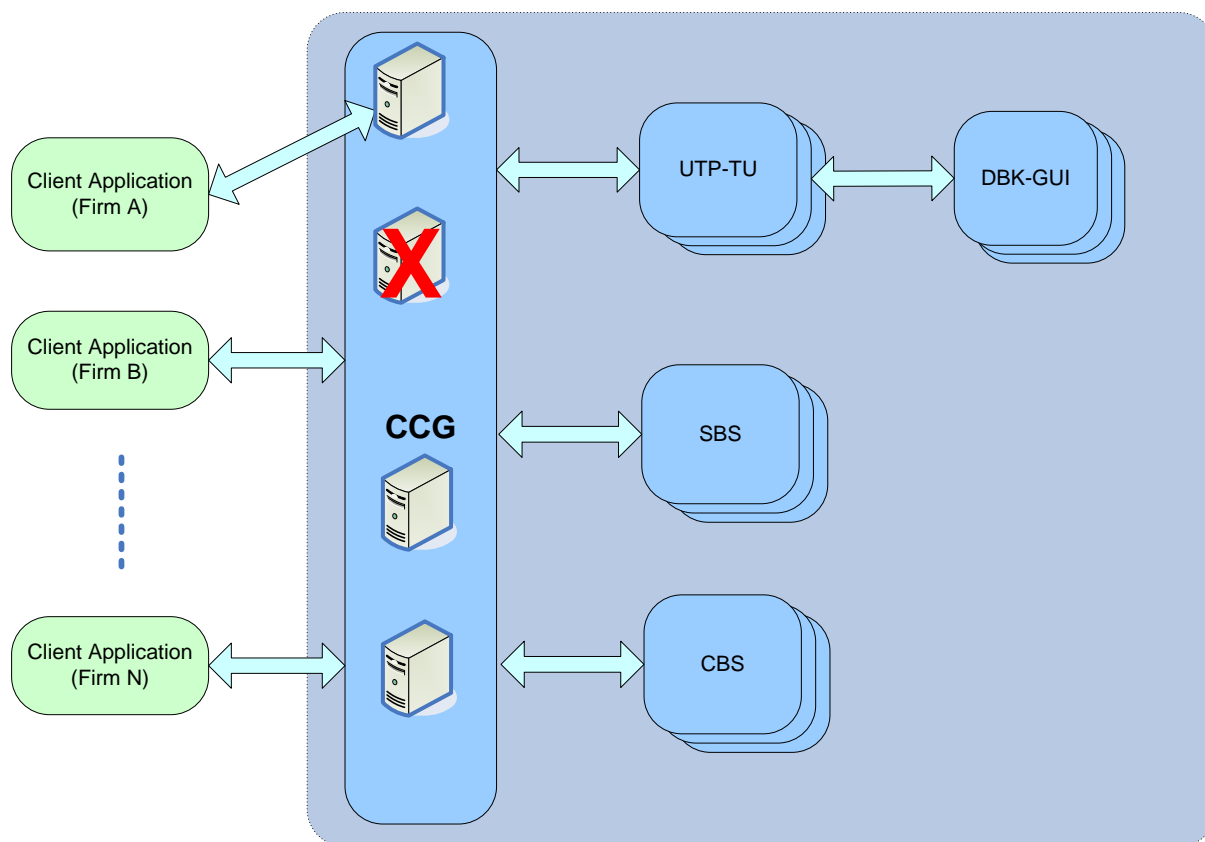 Client Application
(Firm A)
Client Application
(Firm B)
Client Application
(Firm N)
X
CCG
UTP-TU
DBK-GUI
SBS
CBS